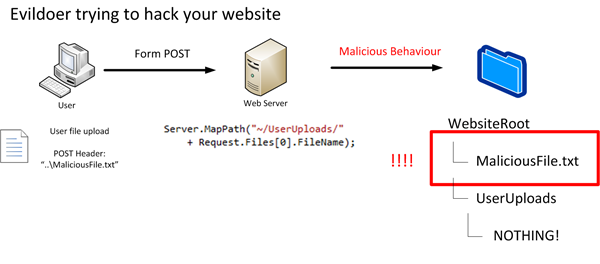 Evildoer trying to hack your website
Form POST
Malicious Behaviour
User
Web Server
User file upload
POST Header:
“..\MaliciousFile.txt”
Server.MapPath("~/UserUploads/"
+ Request.Files[0].FileName);
!!!!
WebsiteRoot
MaliciousFile.txt
UserUploads
NOTHING!